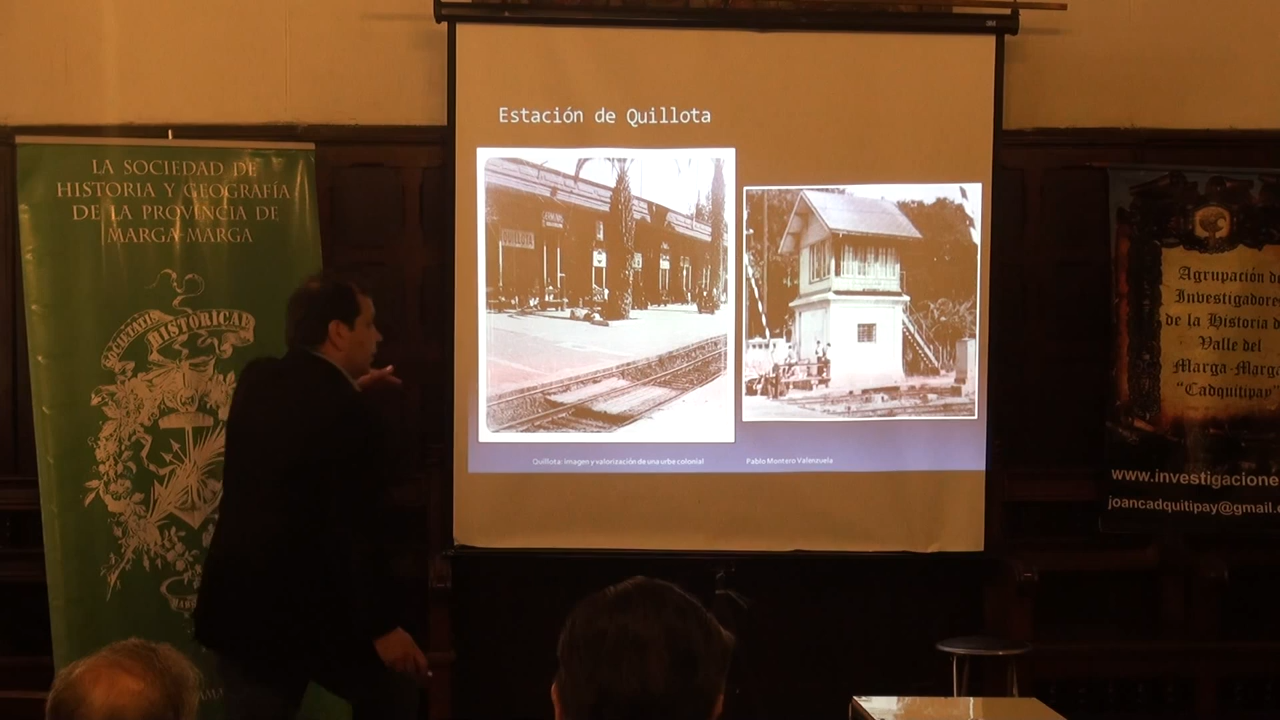 LA SOCIEDAD DE
HISTORIA Y GEOGRAFÍA
DE LA PROVINCIA DE
MARGA-MARGA
SOCIETATIS HISTORICAE
Estación de Quillota
QUILLOTA
Quillota: imagen y valorización de una urbe colonial
Pablo Montero Valenzuela
Agrupación de
Investigadores
de la Historia d
Valle del
Marga-Marga
"Cadquitipay"
www.investigacione
joancadquitipay@gmail.c